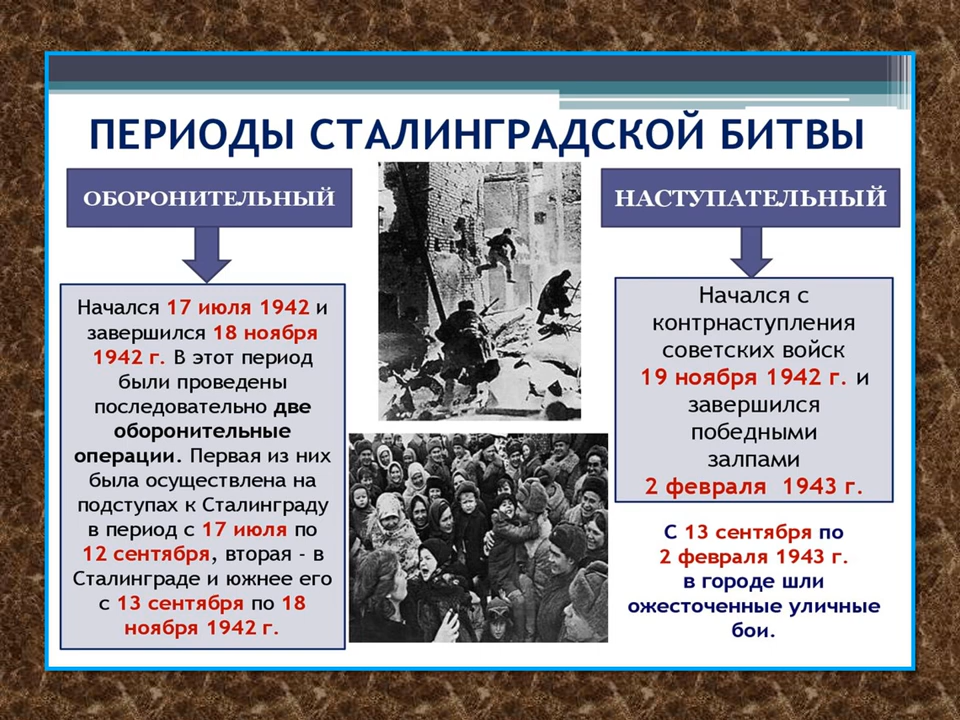 ПЕРИОДЫ СТАЛИНГРАДСКОЙ БИТВЫ
ОБОРОНИТЕЛЬНЫЙ
Начался 17 июля 1942 и
завершился 18 ноября
1942 г. В этот период
были проведены
последовательно две
оборонительные
операции. Первая из них
была осуществлена на
подступах к Сталинграду
в период с 17 июля по
12 сентября, вторая - в
Сталинграде и южнее его
с 13 сентября по 18
ноября 1942 г.
НАСТУПАТЕЛЬНЫЙ
Начался с
контрнаступления
советских войск
19 ноября 1942 г. и
завершился
победными
залпами
2 февраля 1943 г.
С 13 сентября по
2 февраля 1943 г.
в городе шли
ожесточенные уличные
бои.